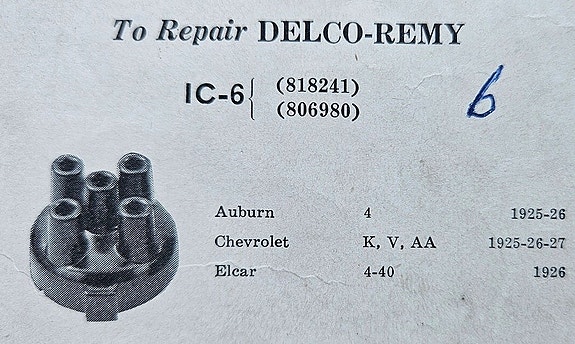 To Repair DELCO-REMY
IC-6 { (818241)
(806980)
6
Auburn 4 1925-26
Chevrolet K, V, AA 1925-26-27
Elcar 4-40 1926